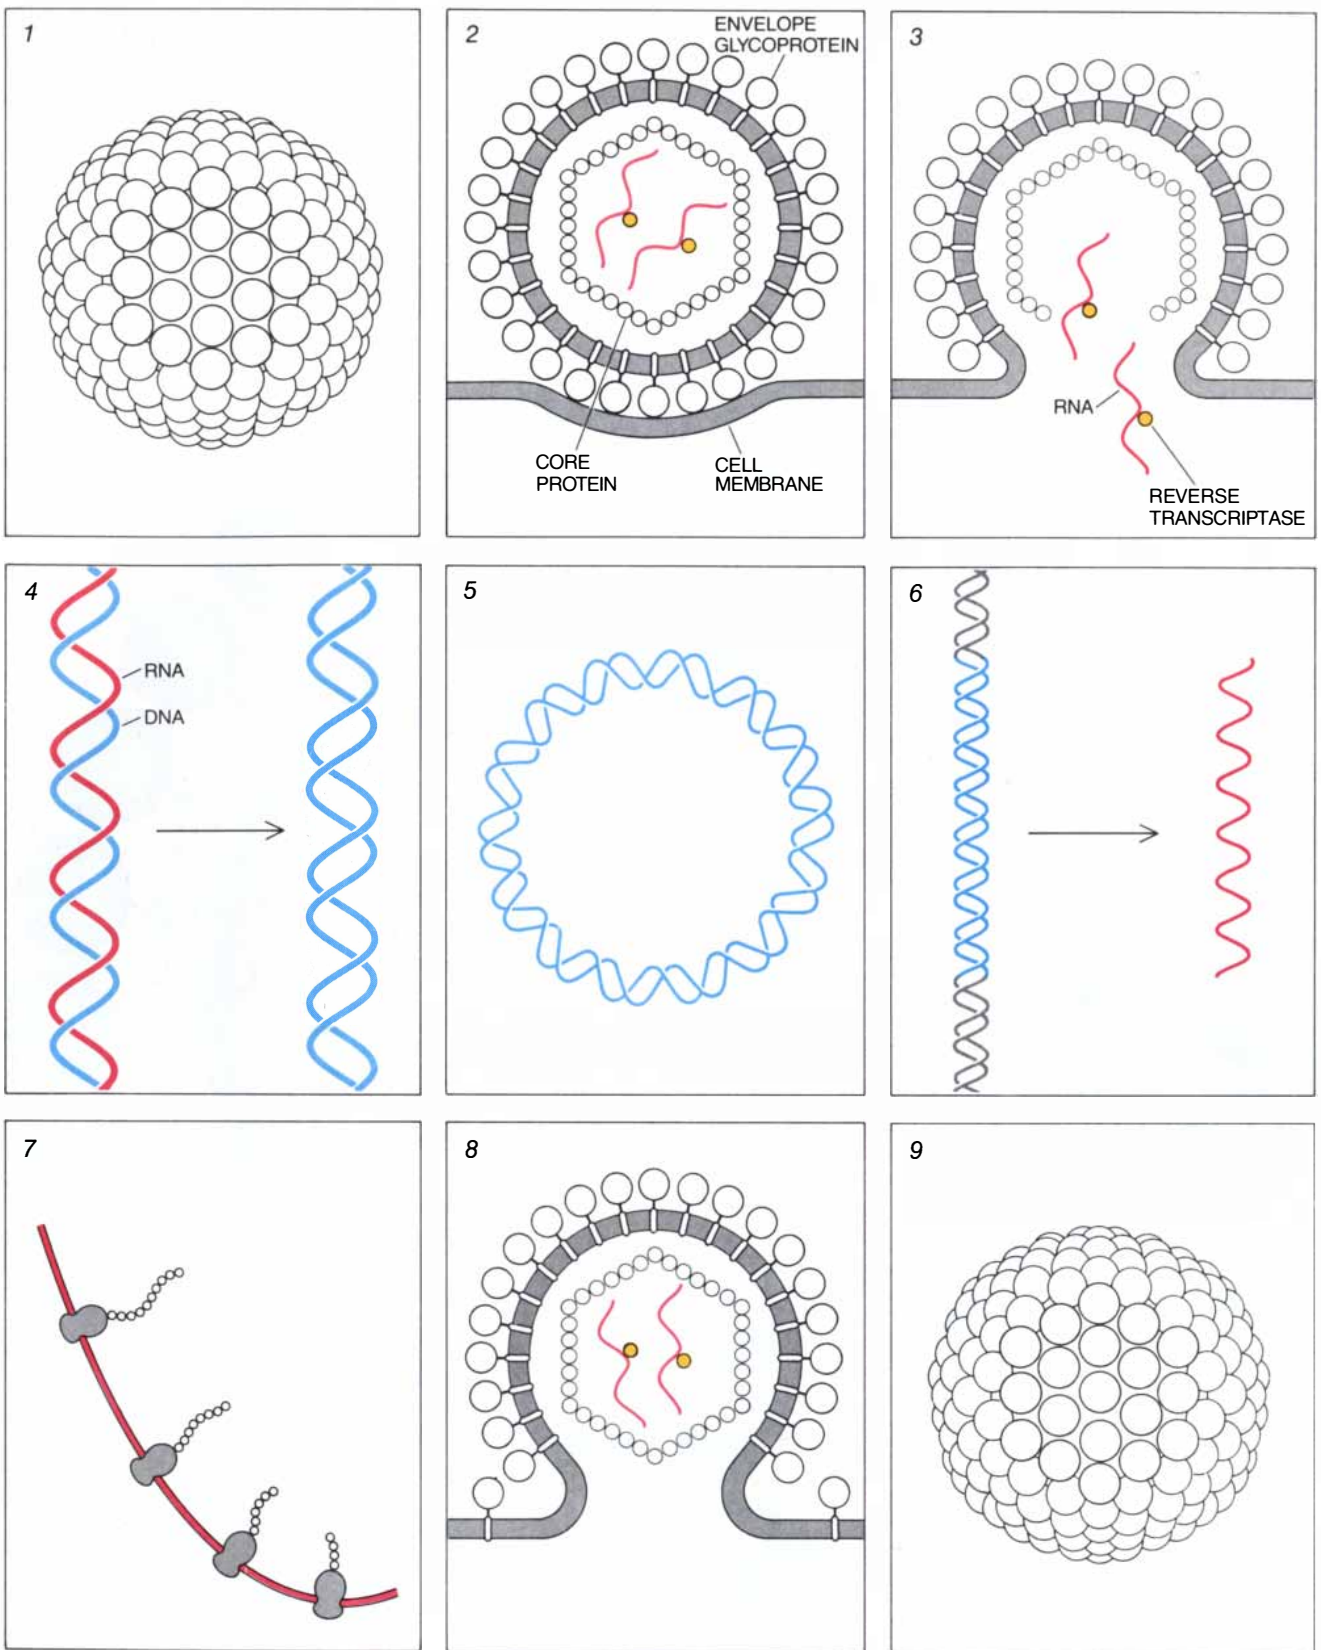 1
2
ENVELOPE
GLYCOPROTEIN
CORE
PROTEIN
CELL
MEMBRANE
3
RNA
REVERSE
TRANSCRIPTASE
4
RNA
DNA
5
6
7
8
9